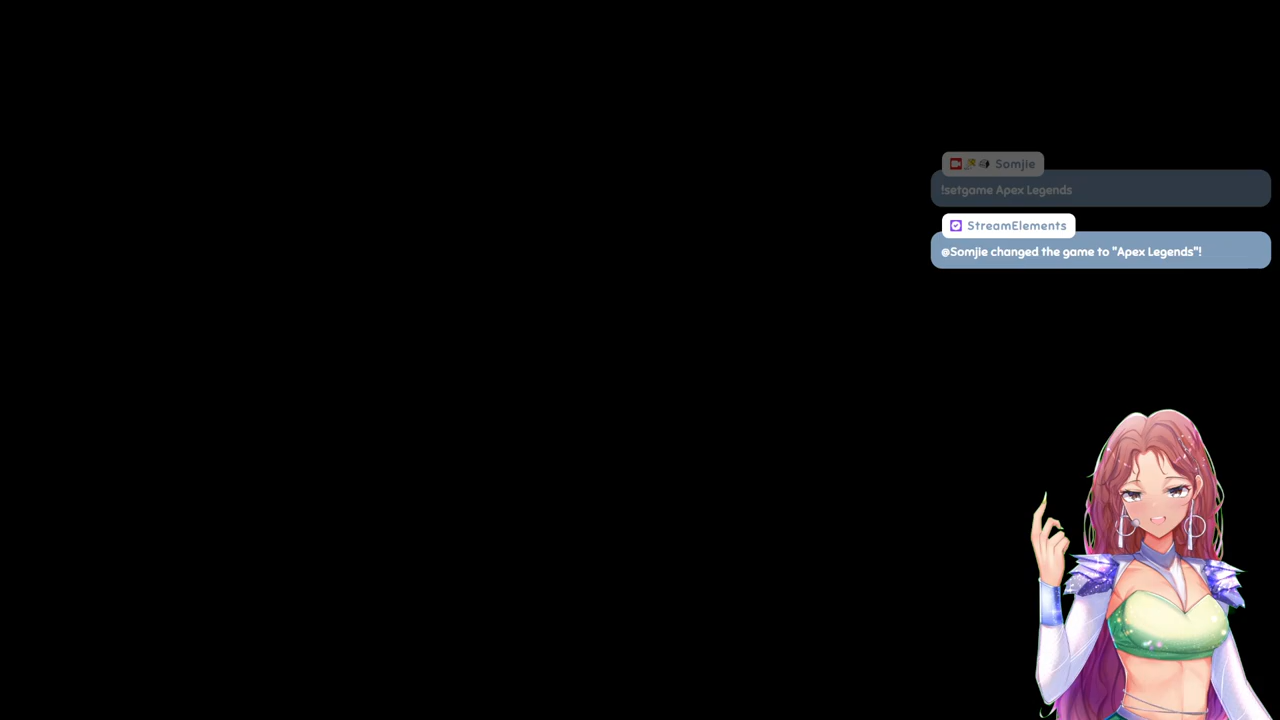 Somjie
!setgame Apex Legends
StreamElements
@Somjie changed the game to "Apex Legends"!